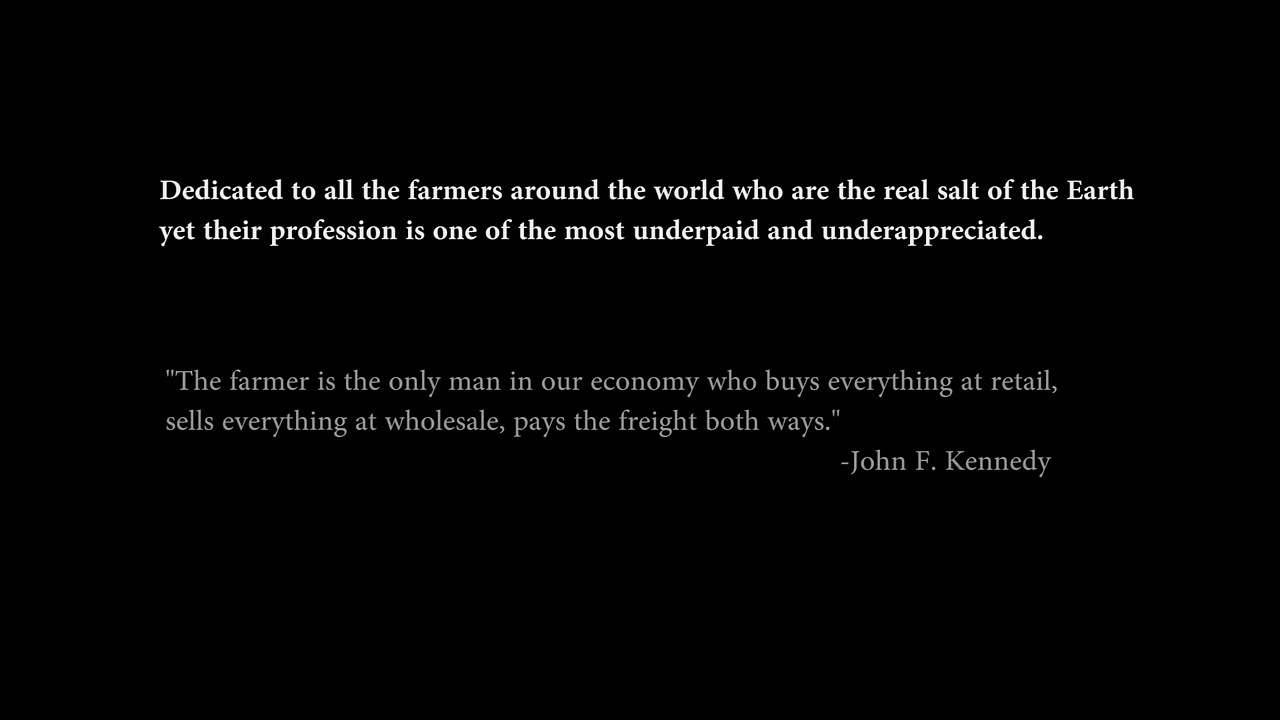 Dedicated to all the farmers around the world who are the real salt of the Earth
yet their profession is one of the most underpaid and underappreciated.
"The farmer is the only man in our economy who buys everything at retail,
sells everything at wholesale, pays the freight both ways."
-John F. Kennedy